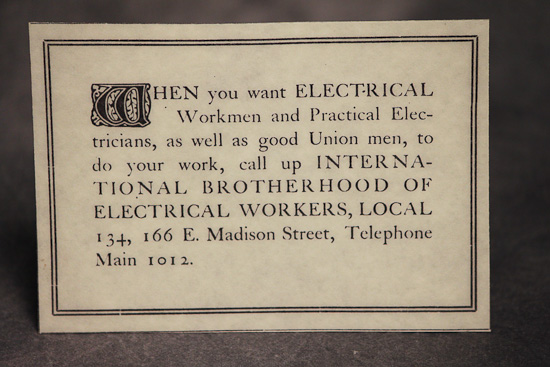 WHEN you want ELECTRICAL
Workmen and Practical Elec-
tricians, as well as good Union men, to
do your work, call up INTERNA-
TIONAL BROTHERHOOD OF
ELECTRICAL WORKERS, LOCAL
134, 166 E. Madison Street, Telephone
Main 1012.